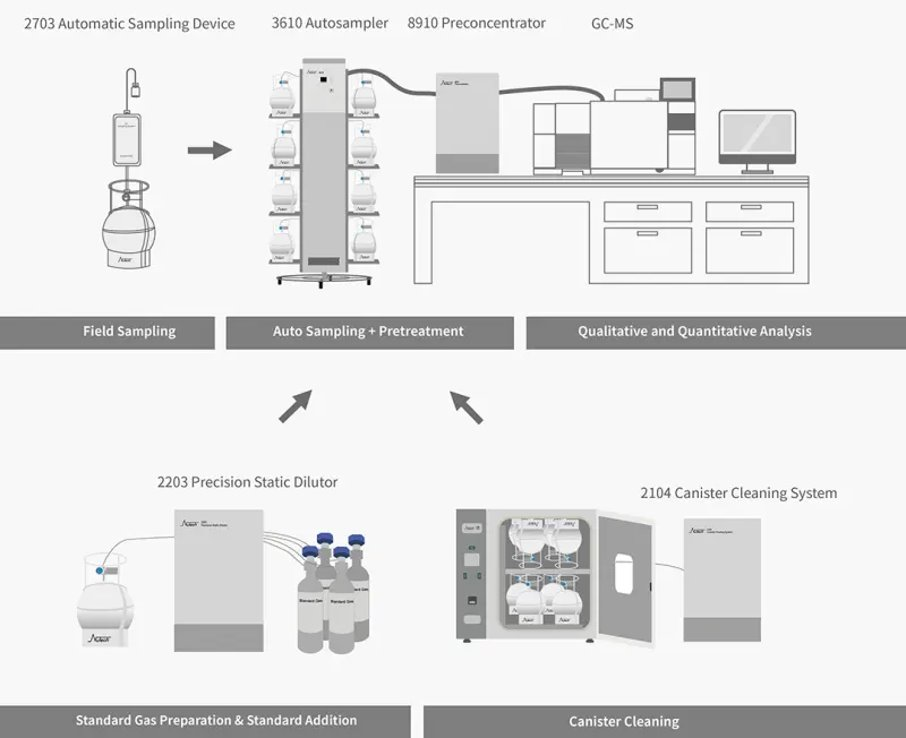 2703 Automatic Sampling Device
3610 Autosampler
8910 Preconcentrator
GC-MS
Field Sampling
Auto Sampling + Pretreatment
Qualitative and Quantitative Analysis
2203 Precision Static Dilutor
2104 Canister Cleaning System
Standard Gas
Standard Gas
Standard Gas Preparation & Standard Addition
Canister Cleaning